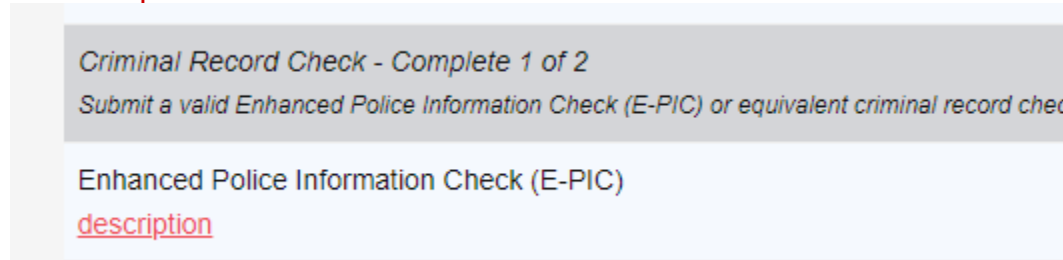 Criminal Record Check - Complete 1 of 2
Submit a valid Enhanced Police Information Check (E-PIC) or equivalent criminal record
Enhanced Police Information Check (E-PIC)
description